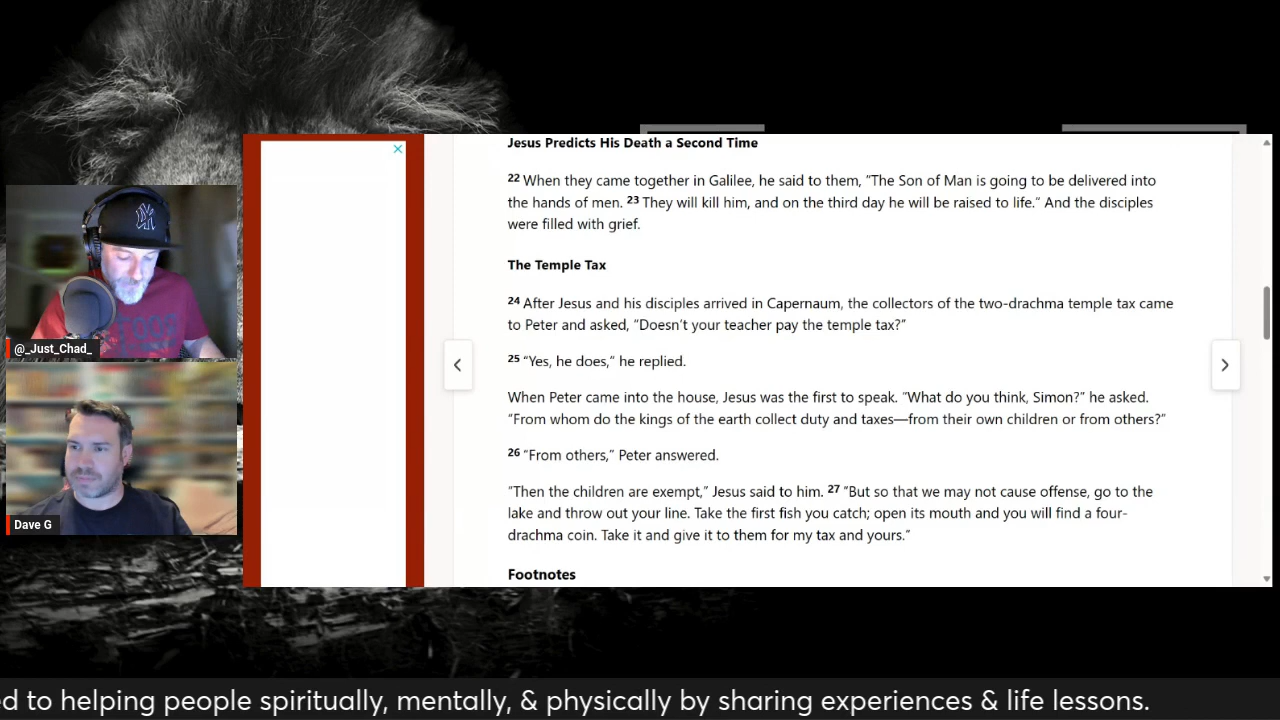 Jesus Predicts His Death a Second Time
22 When they came together in Galilee, he said to them, “The Son of Man is going to be delivered into
the hands of men. 23 They will kill him, and on the third day he will be raised to life.” And the disciples
were filled with grief.
The Temple Tax
24 After Jesus and his disciples arrived in Capernaum, the collectors of the two-drachma temple tax came
to Peter and asked, “Doesn’t your teacher pay the temple tax?”
25 “Yes, he does,” he replied.
When Peter came into the house, Jesus was the first to speak. “What do you think, Simon?” he asked.
“From whom do the kings of the earth collect duty and taxes—from their own children or from others?”
26 “From others,” Peter answered.
“Then the children are exempt,” Jesus said to him. 27 “But so that we may not cause offense, go to the
lake and throw out your line. Take the first fish you catch; open its mouth and you will find a four-
drachma coin. Take it and give it to them for my tax and yours.”
Footnotes
NY
@_Just_Chad_
Dave G
ed to helping people spiritually, mentally, & physically by sharing experiences & life lessons.